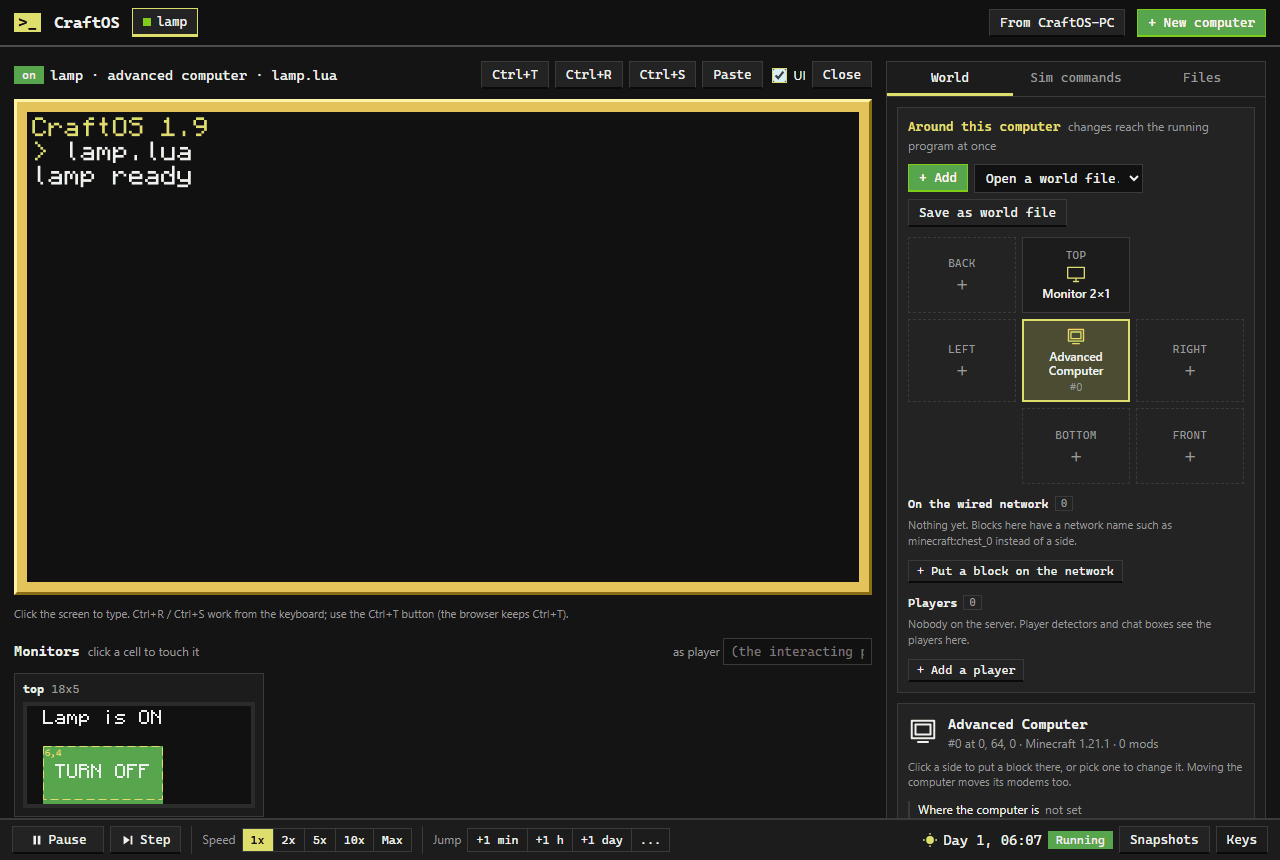 >_ CraftOS lamp From CraftOS-PC + New computer
on lamp · advanced computer · lamp.lua Ctrl+T Ctrl+R Ctrl+S Paste UI Close
CraftOS 1.9
> lamp.lua
lamp ready
Click the screen to type. Ctrl+R / Ctrl+S work from the keyboard; use the Ctrl+T button (the browser keeps Ctrl+T).
Monitors click a cell to touch it as player (the interacting p
top 18x5
Lamp is ON
6,4
TURN OFF
World Sim commands Files
Around this computer changes reach the running
program at once
+ Add Open a world file.
Save as world file
BACK
+
TOP
Monitor 2×1
LEFT
+
Advanced
Computer
#0
RIGHT
+
BOTTOM
+
FRONT
+
On the wired network 0
Nothing yet. Blocks here have a network name such as
minecraft:chest_0 instead of a side.
+ Put a block on the network
Players 0
Nobody on the server. Player detectors and chat boxes see the
players here.
+ Add a player
Advanced Computer
#0 at 0, 64, 0 · Minecraft 1.21.1 · 0 mods
Click a side to put a block there, or pick one to change it. Moving the
computer moves its modems too.
Where the computer is not set
Pause Step Speed 1x 2x 5x 10x Max Jump +1 min +1 h +1 day ... Day 1, 06:07 Running Snapshots Keys